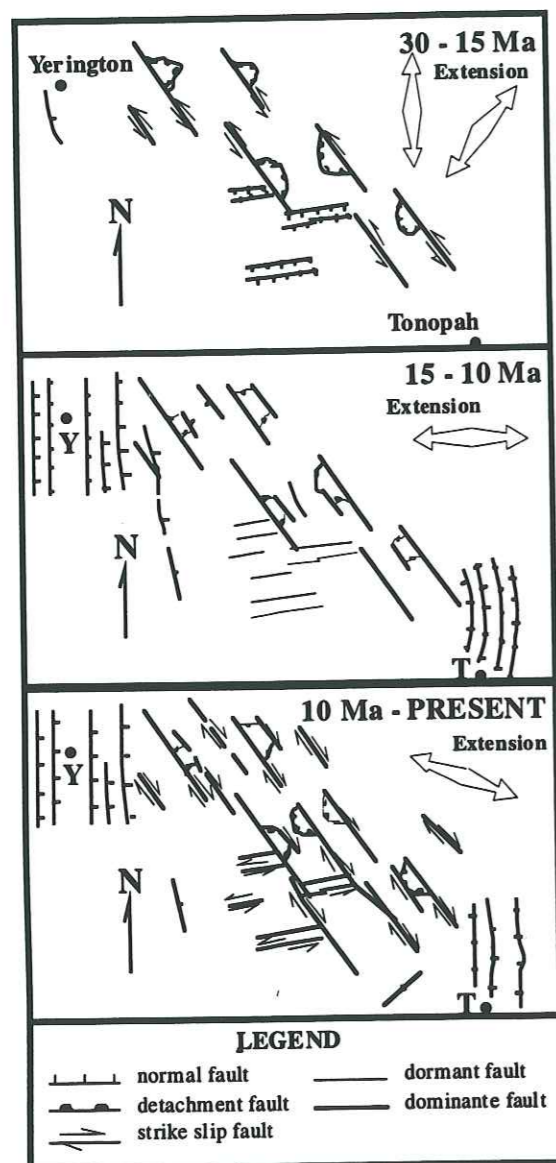 30 - 15 Ma
Yerington
Extension
N
Tonopah
15 - 10 Ma
Extension
Y
N
T
10 Ma - PRESENT
Extension
Y
N
T
LEGEND
normal fault
dormant fault
detachment fault
dominante fault
strike slip fault